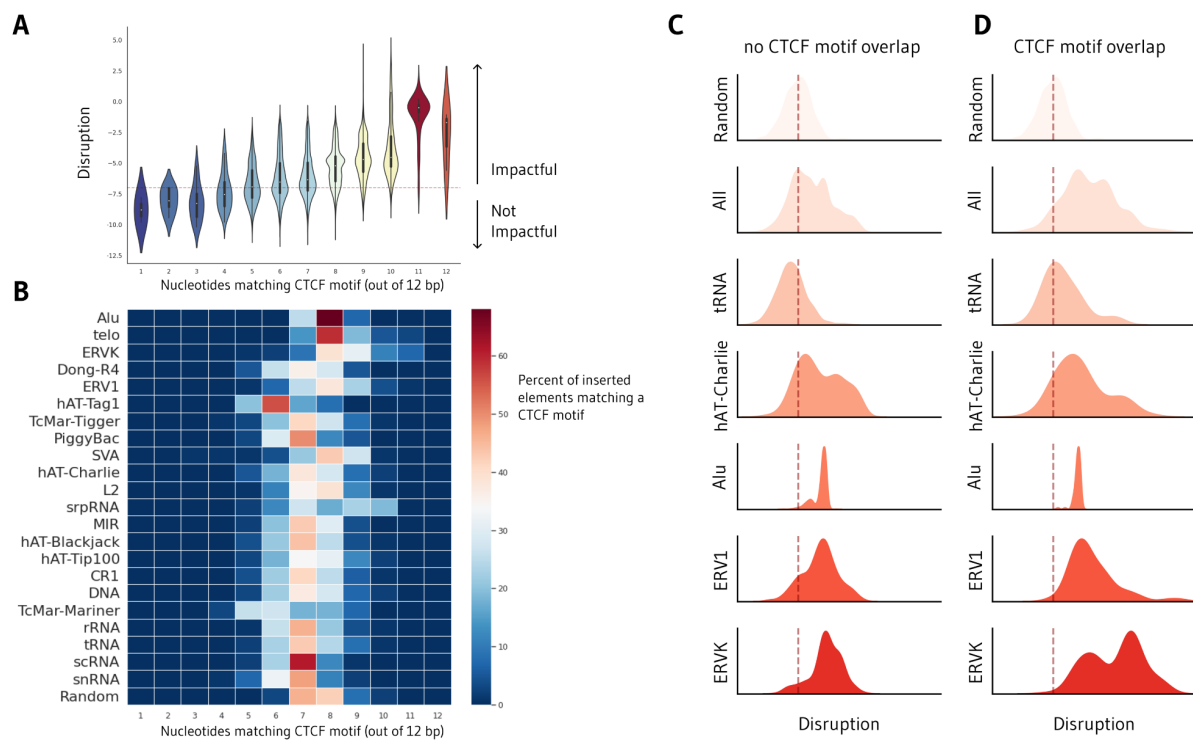 A
5.0
2.5
0.0
−2.5
−5.0
−7.5
−10.0
−12.5
Disruption
1 2 3 4 5 6 7 8 9 10 11 12
Nucleotides matching CTCF motif (out of 12 bp)
Impactful
Not
Impactful
B
Alu
telo
ERVK
Dong-R4
ERV1
hAT-Tag1
TcMar-Tigger
PiggyBac
SVA
hAT-Charlie
L2
srpRNA
MIR
hAT-Blackjack
hAT-Tip100
CR1
DNA
TcMar-Mariner
rRNA
tRNA
scRNA
snRNA
Random
1 2 3 4 5 6 7 8 9 10 11 12
Nucleotides matching CTCF motif (out of 12 bp)
60
50
40
30
20
10
0
Percent of inserted
elements matching a
CTCF motif
C
no CTCF motif overlap
Random
All
tRNA
hAT-Charlie
Alu
ERV1
ERVK
Disruption
D
CTCF motif overlap
Random
All
tRNA
hAT-Charlie
Alu
ERV1
ERVK
Disruption